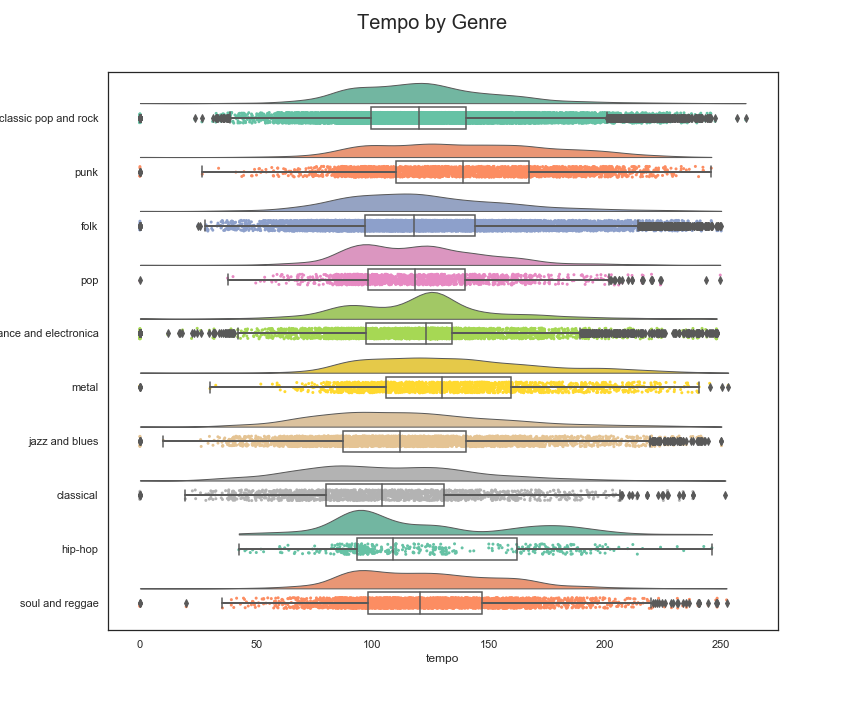 Tempo by Genre
classic pop and rock
punk
folk
pop
ance and electronica
metal
jazz and blues
classical
hip-hop
soul and reggae
0 50 100 150 200 250
tempo